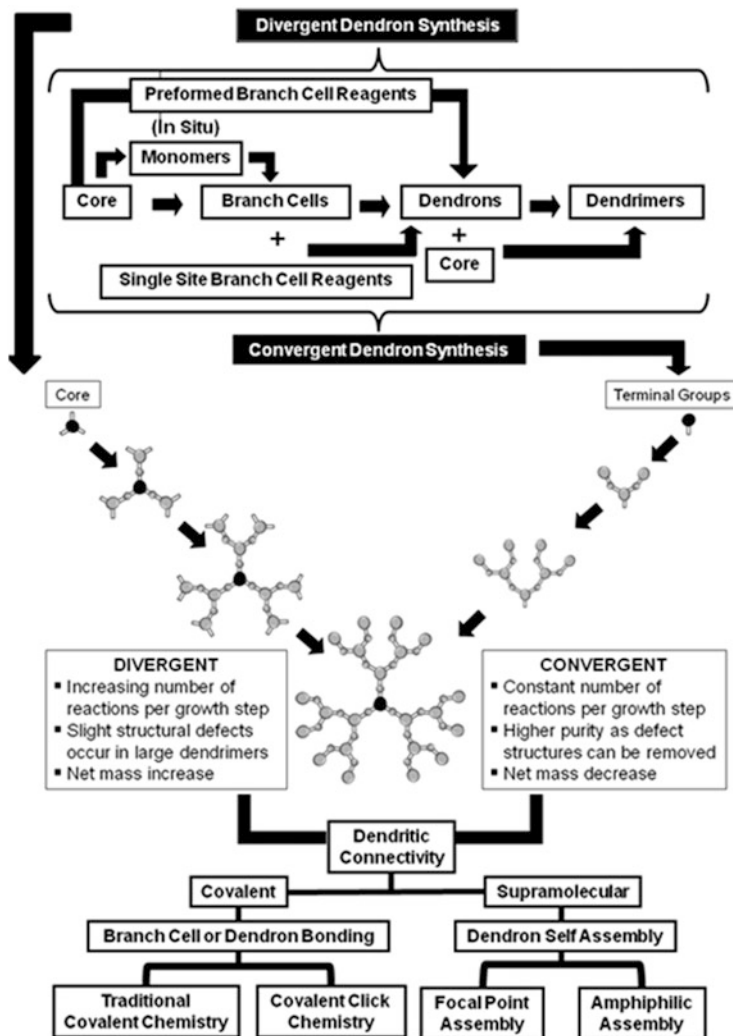 Divergent Dendron Synthesis
Preformed Branch Cell Reagents
(In Situ)
Monomers
Core
Branch Cells
Dendrons
Dendrimers
+
+
Core
Single Site Branch Cell Reagents
Convergent Dendron Synthesis
Core
Terminal Groups
DIVERGENT
▪ Increasing number of
reactions per growth step
▪ Slight structural defects
occur in large dendrimers
▪ Net mass increase
CONVERGENT
▪ Constant number of
reactions per growth step
▪ Higher purity as defect
structures can be removed
▪ Net mass decrease
Dendritic
Connectivity
Covalent
Supramolecular
Branch Cell or Dendron Bonding
Dendron Self Assembly
Traditional
Covalent Chemistry
Covalent Click
Chemistry
Focal Point
Assembly
Amphiphilic
Assembly